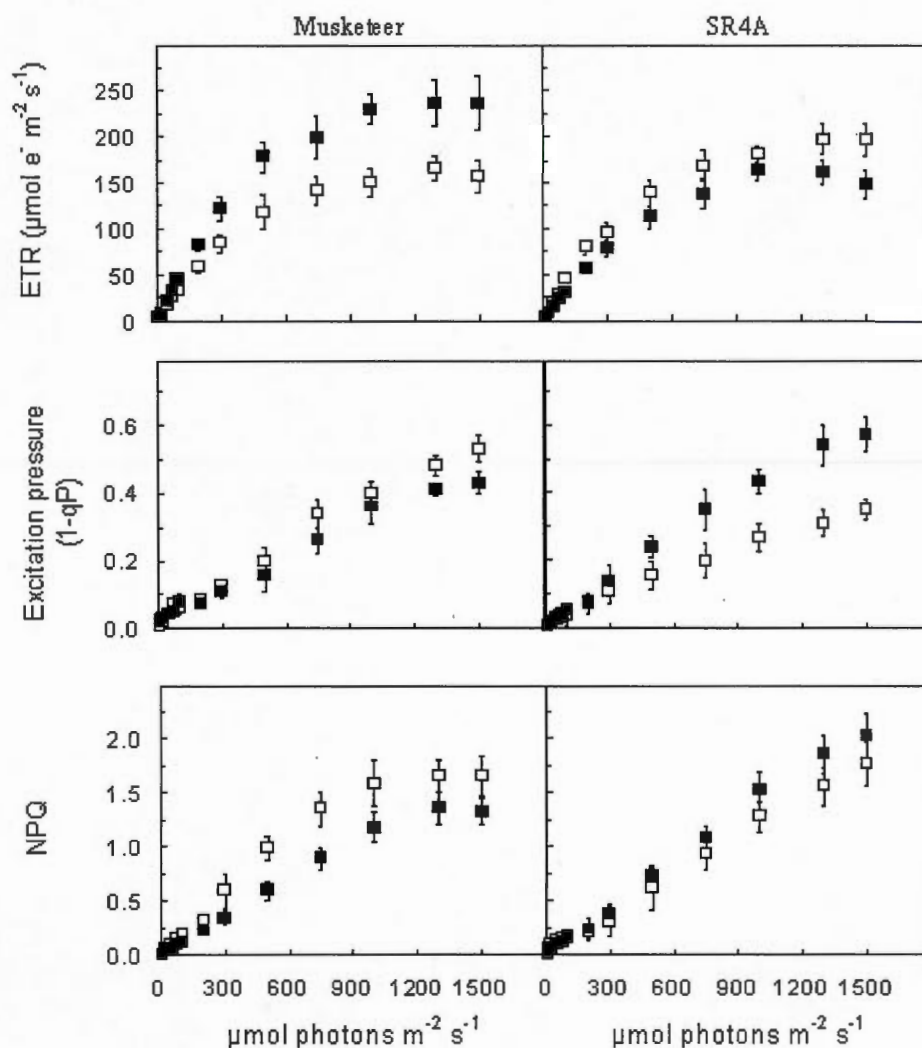 Musketeer SR4A
ETR (µmol e⁻ m⁻² s⁻¹)
250
200
150
100
50
0
Excitation pressure
(1-qP)
0.6
0.4
0.2
0.0
NPQ
2.0
1.5
1.0
0.5
0.0
0 300 600 900 1200 1500 0 300 600 900 1200 1500
µmol photons m⁻² s⁻¹ µmol photons m⁻² s⁻¹